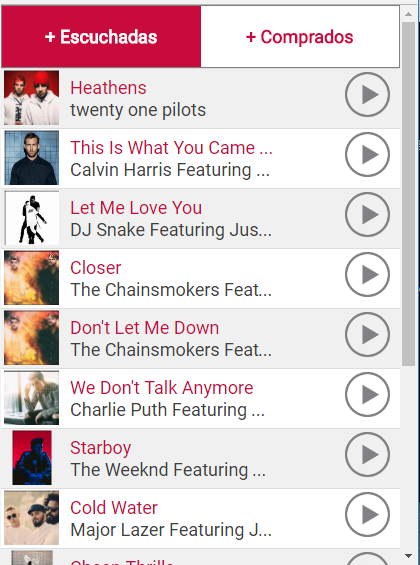 + Escuchadas
+ Comprados
Heathens
twenty one pilots
This Is What You Came ...
Calvin Harris Featuring ...
Let Me Love You
DJ Snake Featuring Jus...
Closer
The Chainsmokers Feat...
Don't Let Me Down
The Chainsmokers Feat...
We Don't Talk Anymore
Charlie Puth Featuring ...
Starboy
The Weeknd Featuring ...
Cold Water
Major Lazer Featuring J...
Cheap Thrills